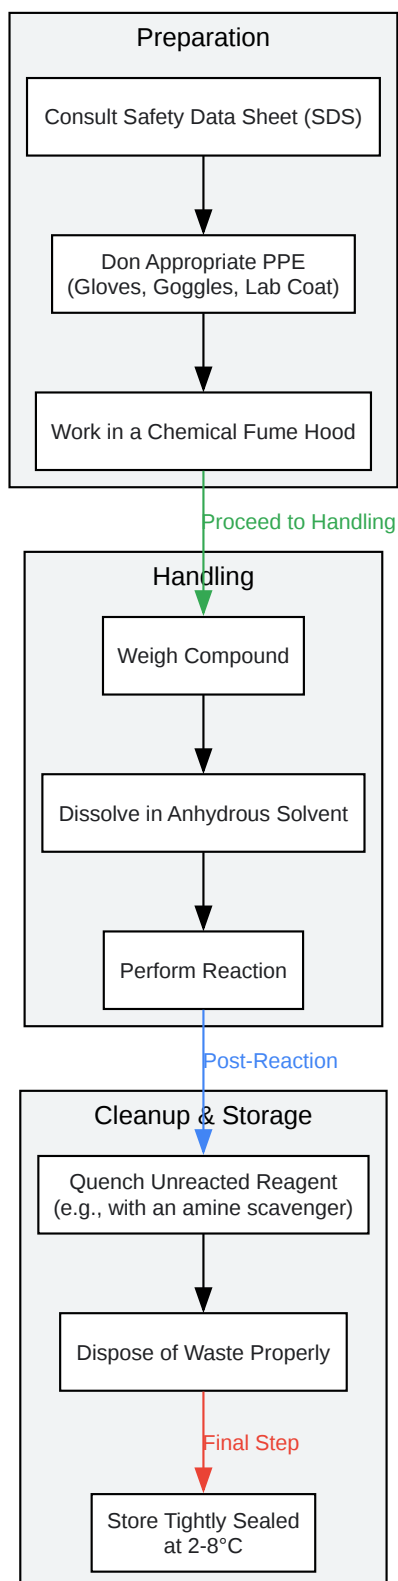 Preparation
Consult Safety Data Sheet (SDS)
Don Appropriate PPE
(Gloves, Goggles, Lab Coat)
Work in a Chemical Fume Hood
Proceed to Handling
Handling
Weigh Compound
Dissolve in Anhydrous Solvent
Perform Reaction
Post-Reaction
Cleanup & Storage
Quench Unreacted Reagent
(e.g., with an amine scavenger)
Dispose of Waste Properly
Final Step
Store Tightly Sealed
at 2-8°C